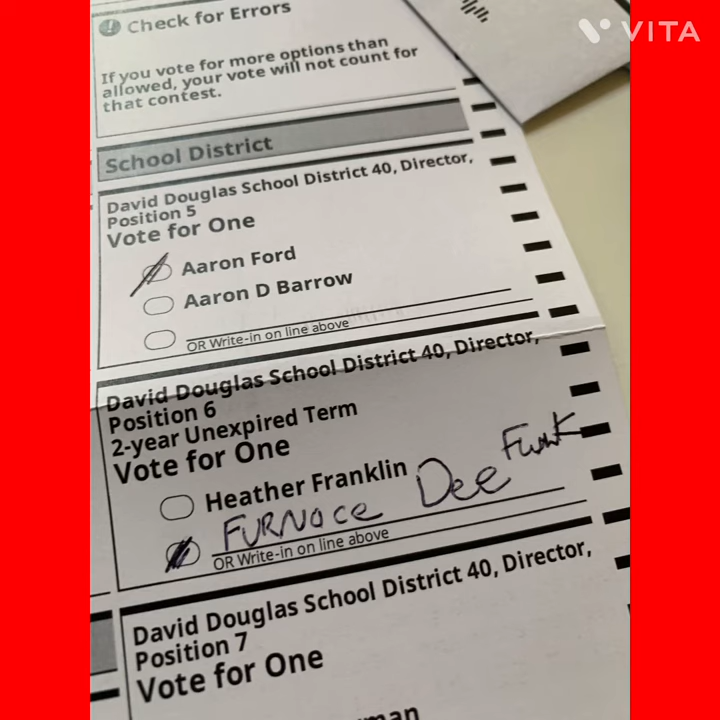 VITA
Check for Errors
If you vote for more options than
allowed, your vote will not count for
that contest.
School District
David Douglas School District 40, Director,
Position 5
Vote for One
Aaron Ford
Aaron D Barrow
OR Write-in on line above
David Douglas School District 40, Director,
Position 6
2-year Unexpired Term
Vote for One
Heather Franklin
FURNOCE Dee Funk
OR Write-in on line above
David Douglas School District 40, Director,
Position 7
Vote for One